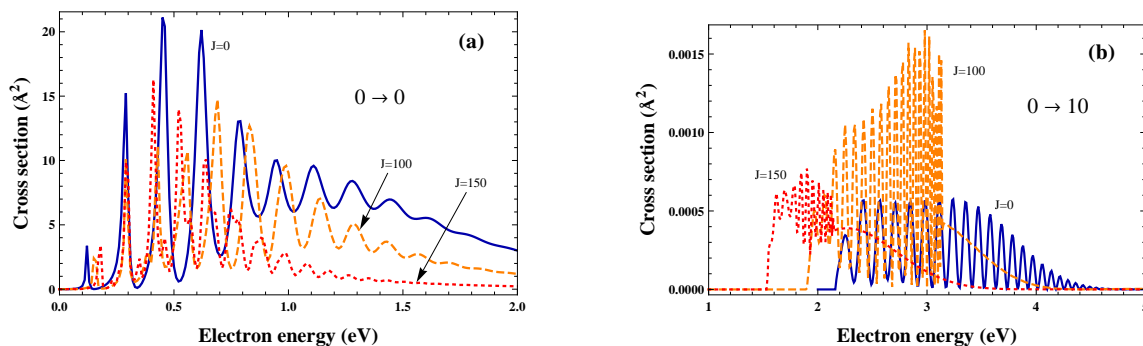 (a)
J=0
0 → 0
J=100
J=150
Cross section (Å²)
20
15
10
5
0
0.0 0.5 1.0 1.5 2.0
Electron energy (eV)
(b)
J=100
0 → 10
J=150
J=0
Cross section (Å²)
0.0015
0.0010
0.0005
0.0000
1 2 3 4
Electron energy (eV)